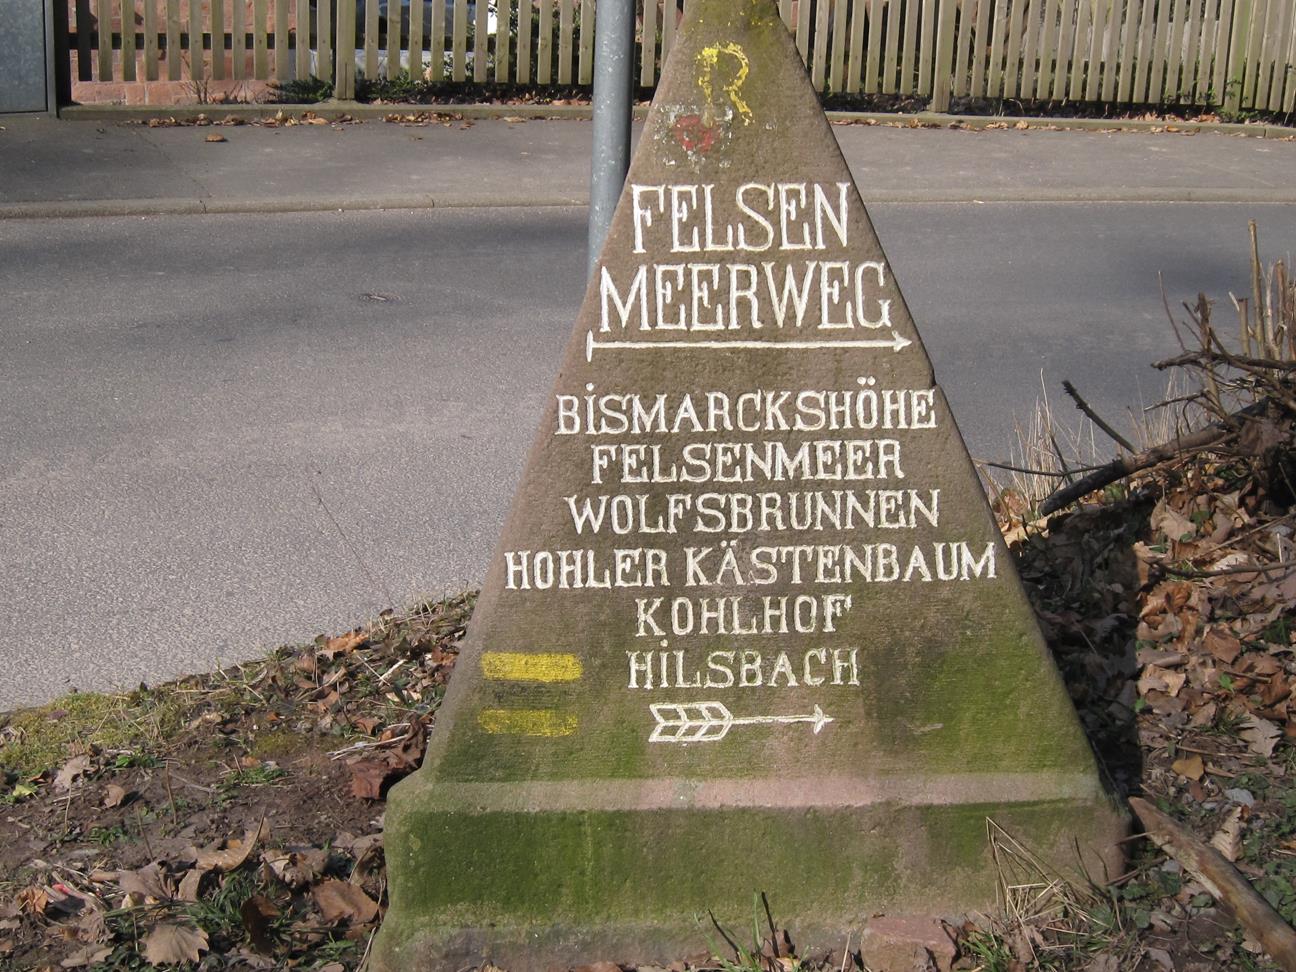 R
FELSEN
MEERWEG
BISMARCKSHÖHE
FELSENMEER
WOLFSBRUNNEN
HOHLER KÄSTENBAUM
KOHLHOF
HILSBACH